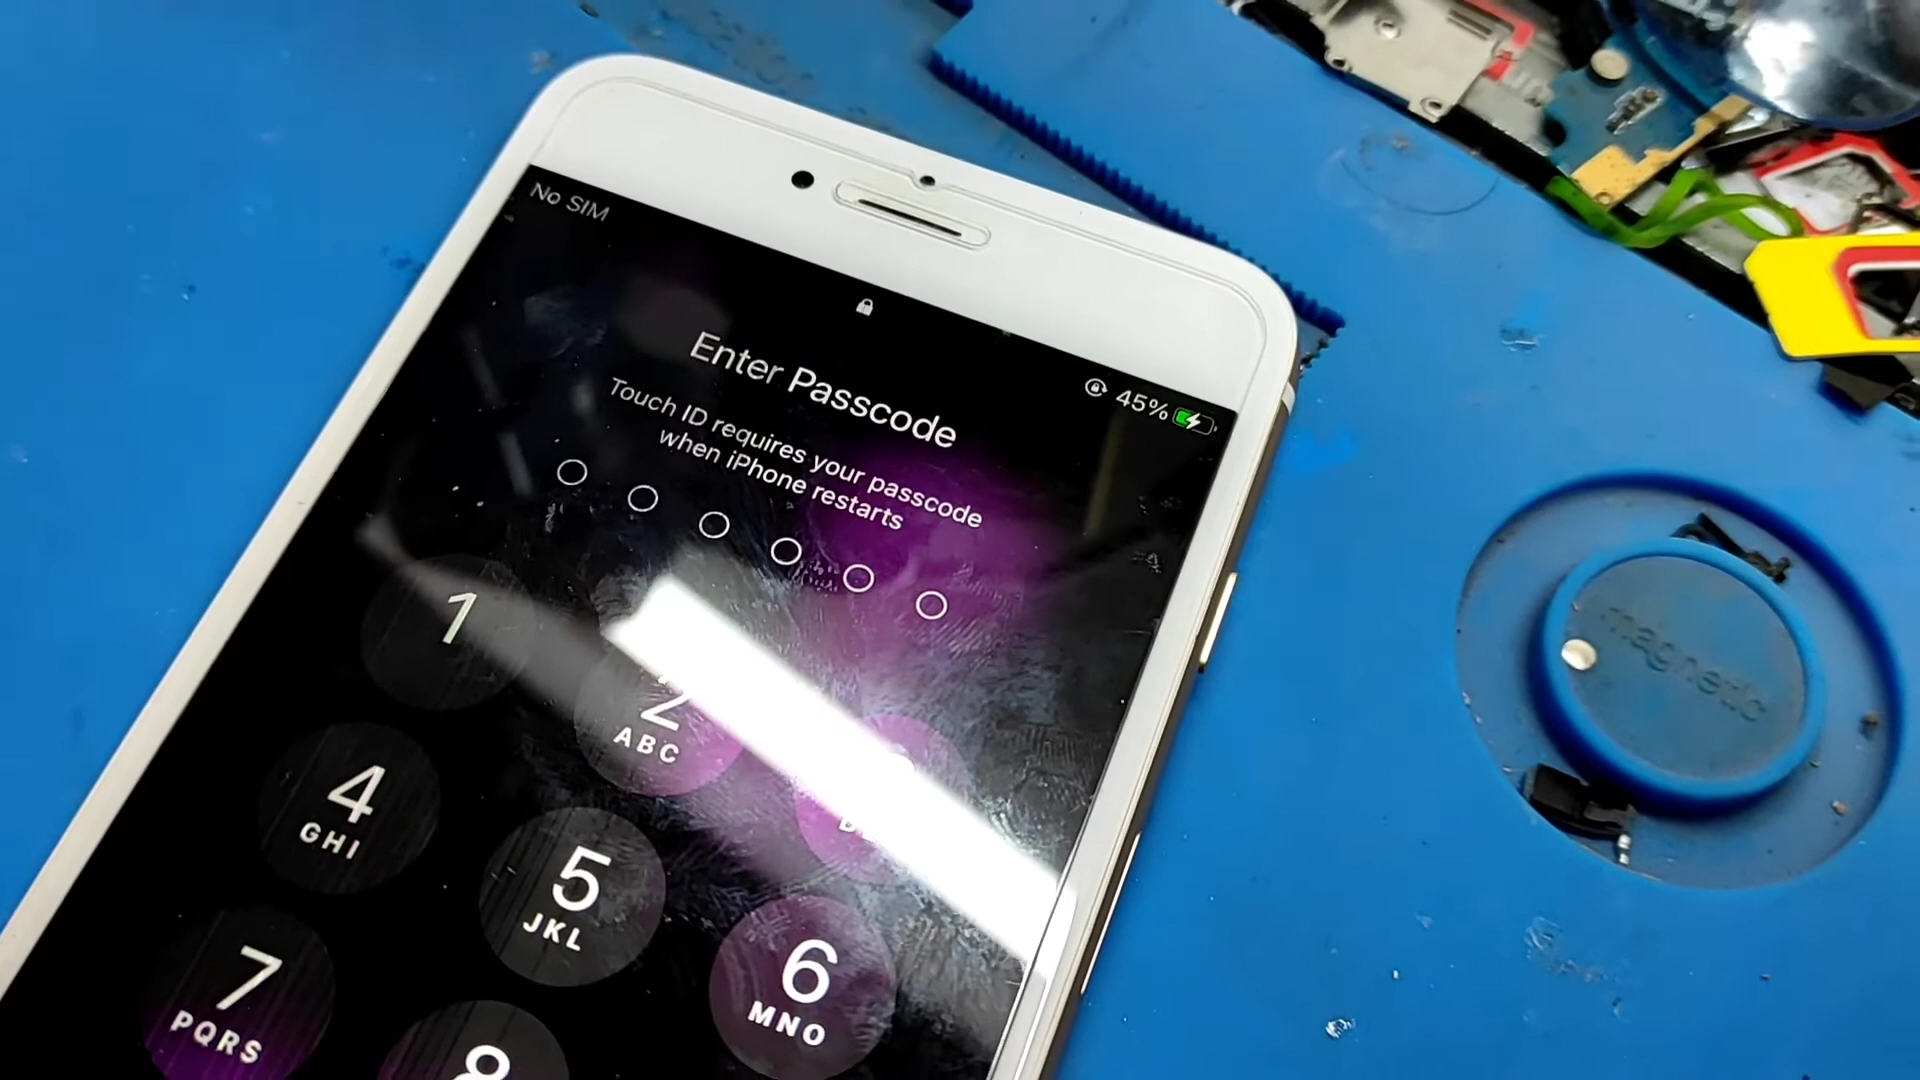 No SIM
45%
Enter Passcode
Touch ID requires your passcode
when iPhone restarts
1
2
ABC
4
GHI
5
JKL
6
MNO
7
PQRS
8
magnetic